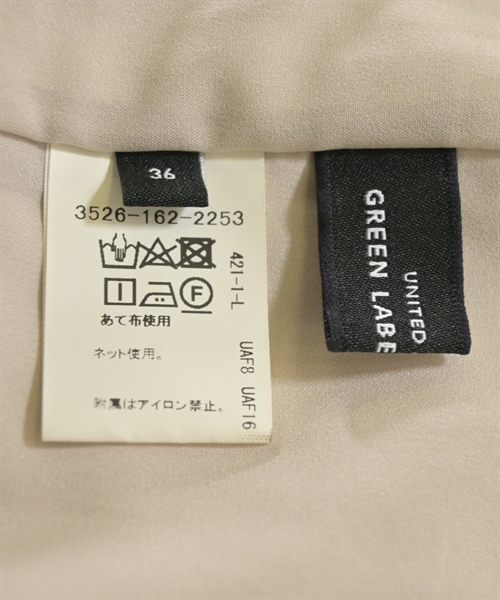 36
3526-162-2253
F
あて布使用
ネット使用。
附属はアイロン禁止。
421-1-L
UAF8 UAF16
UNITED
GREEN LABE